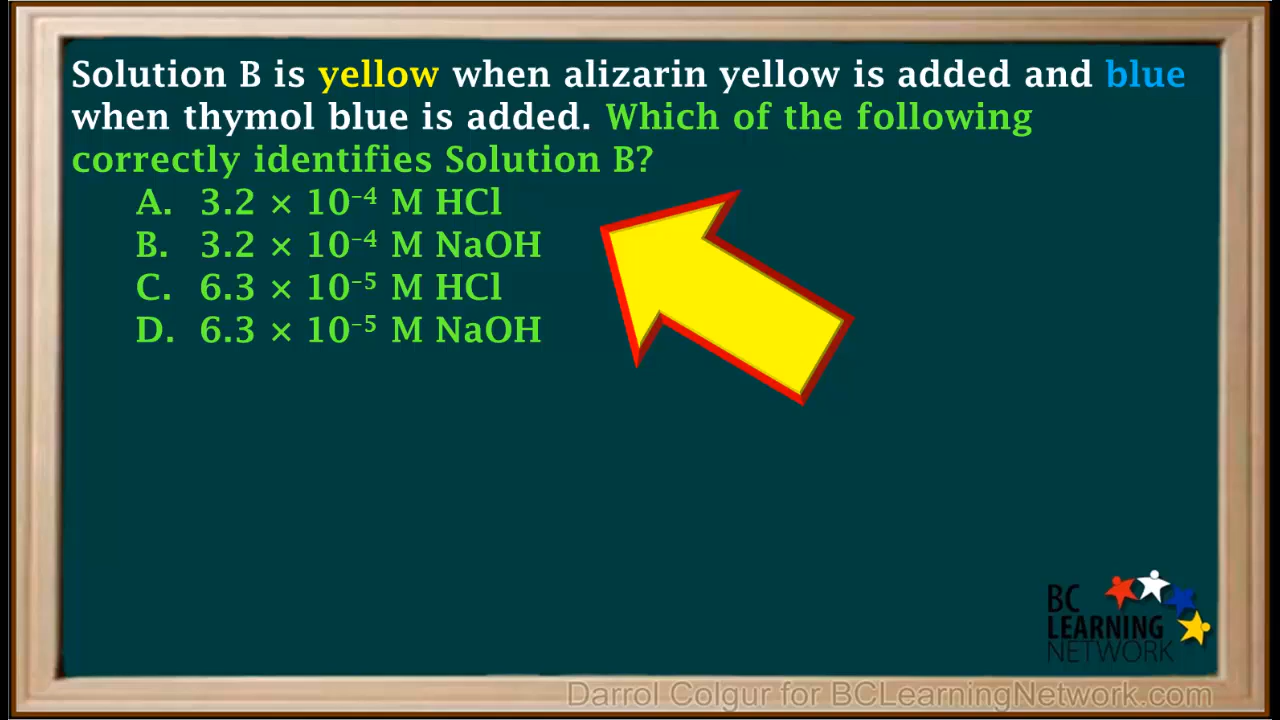 Solution B is yellow when alizarin yellow is added and blue
when thymol blue is added. Which of the following
correctly identifies Solution B?
A. 3.2 × 10⁻⁴ M HCl
B. 3.2 × 10⁻⁴ M NaOH
C. 6.3 × 10⁻⁵ M HCl
D. 6.3 × 10⁻⁵ M NaOH
BC
LEARNING
NETWORK
Darrol Colgur for BCLearningNetwork.com